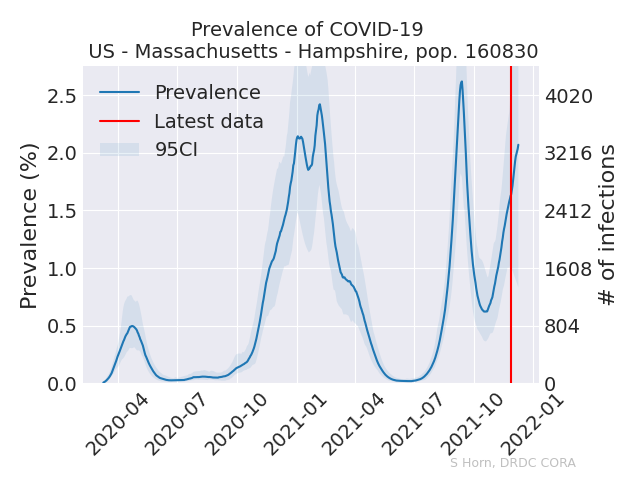 Prevalence of COVID-19
US - Massachusetts - Hampshire, pop. 160830
Prevalence
Latest data
95CI
Prevalence (%)
2.5
2.0
1.5
1.0
0.5
0.0
4020
3216
2412
1608
804
0
# of infections
2020-04
2020-07
2020-10
2021-01
2021-04
2021-07
2021-10
2022-01
S Horn, DRDC CORA